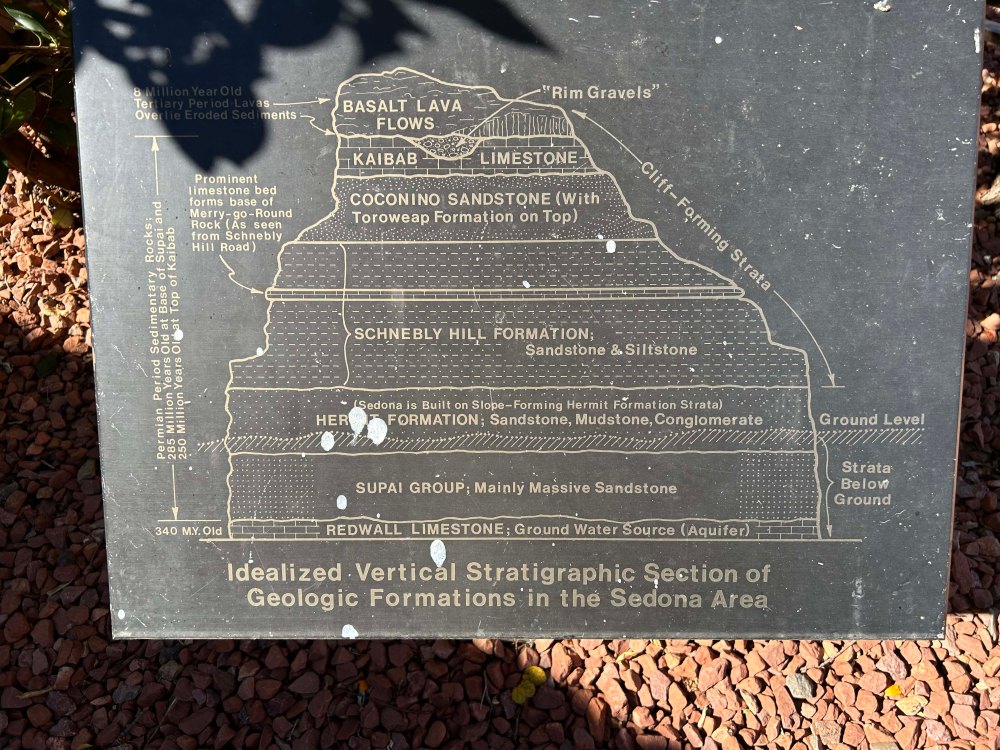 8 Million Year Old
Tertiary Period Lavas
Overlie Eroded Sediments
BASALT LAVA
FLOWS
"Rim Gravels"
KAIBAB LIMESTONE
COCONINO SANDSTONE (With
Toroweap Formation on Top)
Cliff-Forming Strata
Prominent
limestone bed
forms base of
Merry-go-Round
Rock (As seen
from Schnebly
Hill Road)
Permian Period Sedimentary Rocks;
285 Million Years Old at Base of Supai and
250 Million Years Old at Top of Kaibab
SCHNEBLY HILL FORMATION;
Sandstone & Siltstone
(Sedona is Built on Slope-Forming Hermit Formation Strata)
HERMIT FORMATION; Sandstone, Mudstone, Conglomerate
Ground Level
SUPAI GROUP; Mainly Massive Sandstone
Strata
Below
Ground
340 M.Y. Old
REDWALL LIMESTONE; Ground Water Source (Aquifer)
Idealized Vertical Stratigraphic Section of
Geologic Formations in the Sedona Area